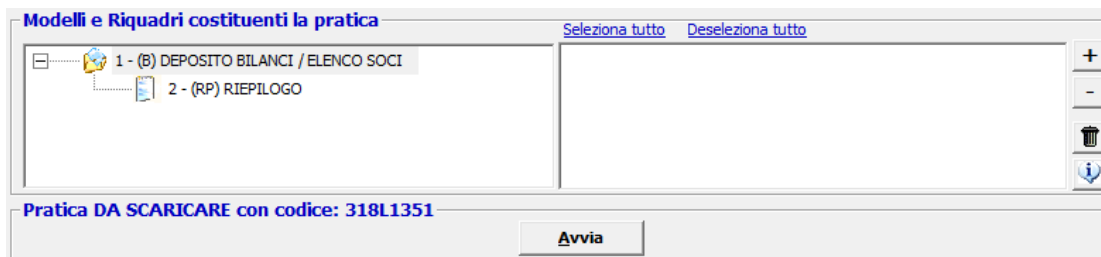 Modelli e Riquadri costituenti la pratica
Seleziona tutto Deseleziona tutto
1 - (B) DEPOSITO BILANCI / ELENCO SOCI
2 - (RP) RIEPILOGO
+
-
i
Pratica DA SCARICARE con codice: 318L1351
Avvia